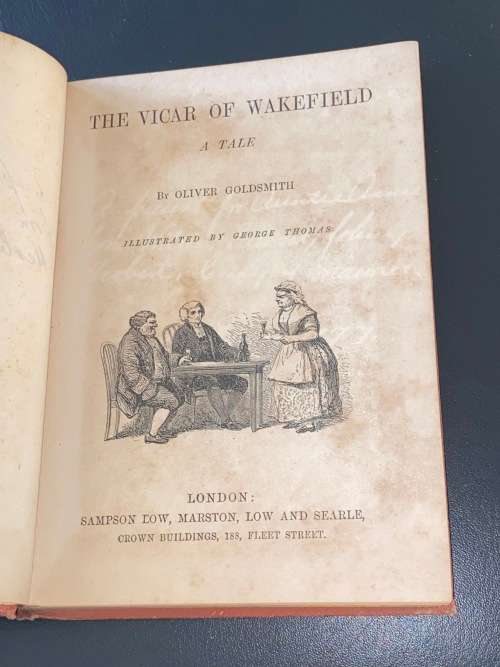 THE VICAR OF WAKEFIELD
A TALE
BY OLIVER GOLDSMITH
ILLUSTRATED BY GEORGE THOMAS.
LONDON:
SAMPSON LOW, MARSTON, LOW AND SEARLE,
CROWN BUILDINGS, 188, FLEET STREET.